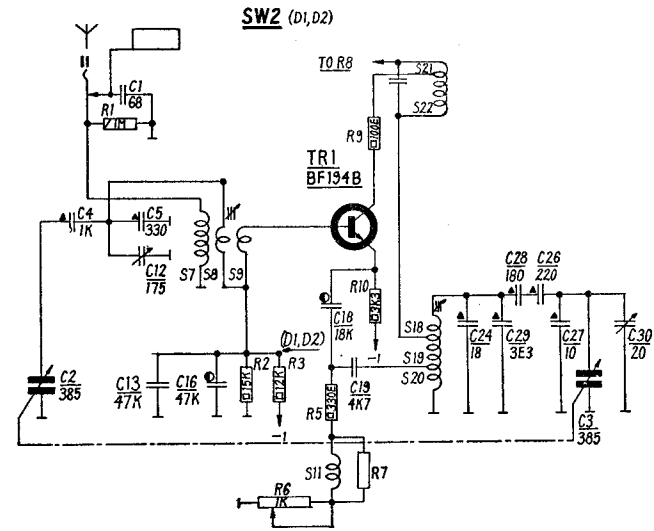 SW2 (D1,D2)
TO R8
S21
S22
C1
68
R1
1M
R9
100E
TR1
BF194B
C4
1K
C5
330
C12
175
S7
S8
S9
C18
18K
R10
3K3
-1
C28
180
C26
220
S18
S19
S20
C24
18
C29
3E3
C27
10
C30
20
(D1,D2)
C2
385
C13
47K
C16
47K
R2
15K
R3
12K
-1
C19
4K7
R5
330E
C3
385
S11
R7
R6
1K